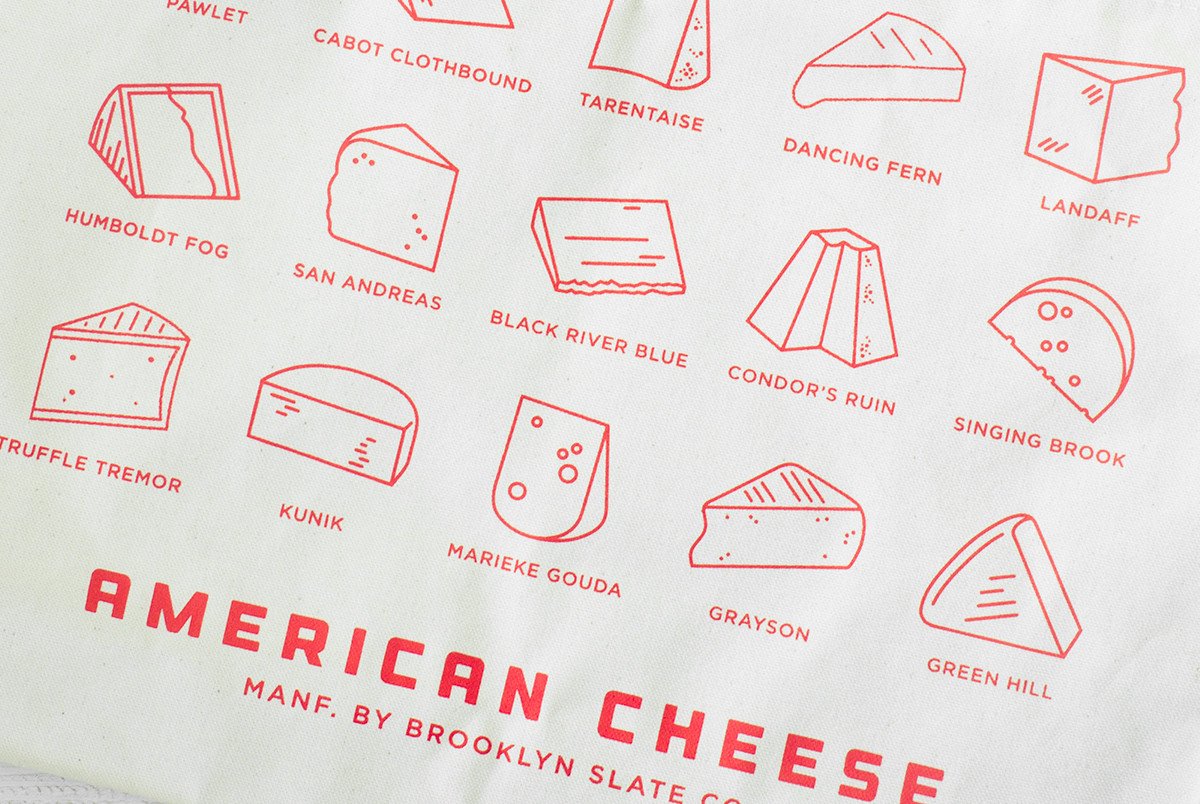 PAWLET
CABOT CLOTHBOUND
TARENTAISE
DANCING FERN
LANDAFF
HUMBOLDT FOG
SAN ANDREAS
BLACK RIVER BLUE
CONDOR'S RUIN
SINGING BROOK
TRUFFLE TREMOR
KUNIK
MARIEKE GOUDA
GRAYSON
GREEN HILL
AMERICAN CHEESE
MANF. BY BROOKLYN SLATE CO